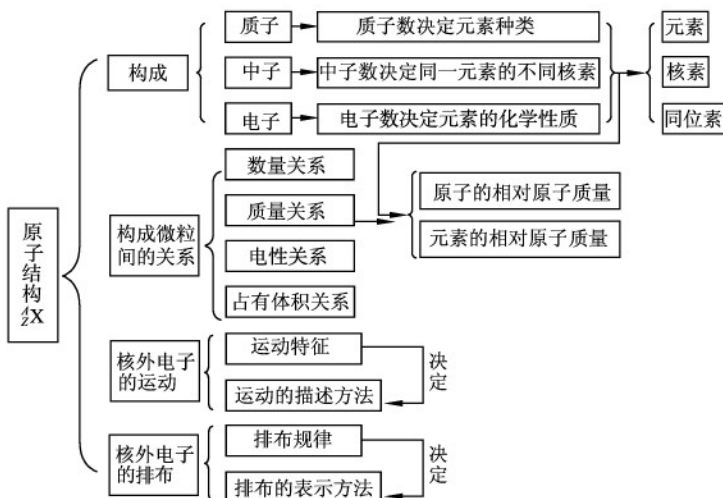 原子结构
A
Z
X
构成
质子
质子数决定元素种类
中子
中子数决定同一元素的不同核素
电子
电子数决定元素的化学性质
元素
核素
同位素
构成微粒
间的关系
数量关系
质量关系
电性关系
占有体积关系
原子的相对原子质量
元素的相对原子质量
核外电子
的运动
运动特征
运动的描述方法
决定
核外电子
的排布
排布规律
排布的表示方法
决定